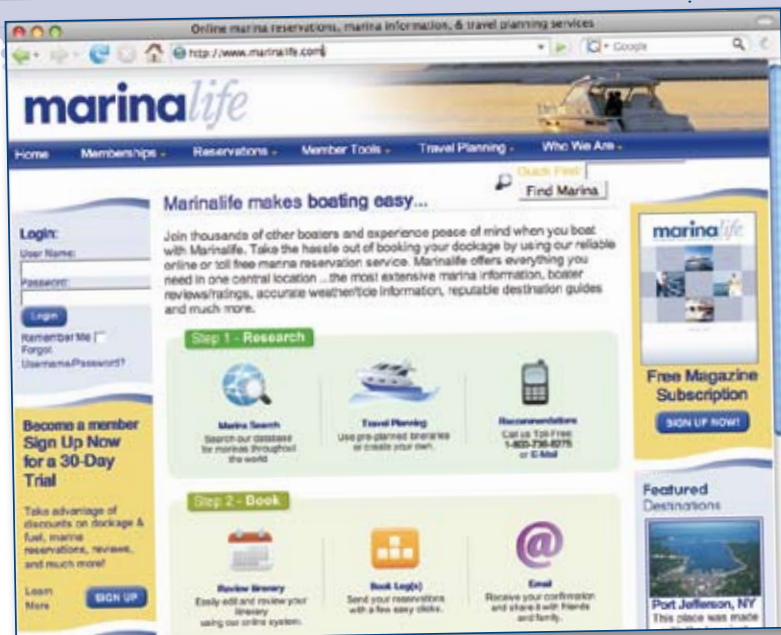 Online marina reservations, marina information, & travel planning services
http://www.marinalife.com
Google
marinalife
Home Memberships Reservations Member Tools Travel Planning Who We Are
Quick Find:
Find Marina
Marinalife makes boating easy...
Join thousands of other boaters and experience peace of mind when you boat
with Marinalife. Take the hassle out of booking your dockage by using our reliable
online or toll free marina reservation service. Marinalife offers everything you
need in one central location ...the most extensive marina information, boater
reviews/ratings, accurate weather/tide information, reputable destination guides
and much more.
Login:
User Name:
Password:
Login
Remember Me
Forgot
Username/Password?
Become a member
Sign Up Now
for a 30-Day
Trial
Take advantage of
discounts on dockage &
fuel, marina
reservations, reviews,
and much more!
Learn
More
SIGN UP
Step 1 - Research
Marina Search
Search our database
for marinas throughout
the world
Travel Planning
Use pre-planned itineraries
or create your own.
Recommendations
Call us Toll-Free
1-800-736-8275
or E-Mail
Step 2 - Book
Review Itinerary
Easily edit and review your
itinerary
using our online system.
Book Leg(s)
Send your reservations
with a few easy clicks.
Email
Receive your confirmation
and share it with friends
and family.
marinalife
Free Magazine
Subscription
SIGN UP NOW!
Featured
Destinations
Port Jefferson, NY
This place was made